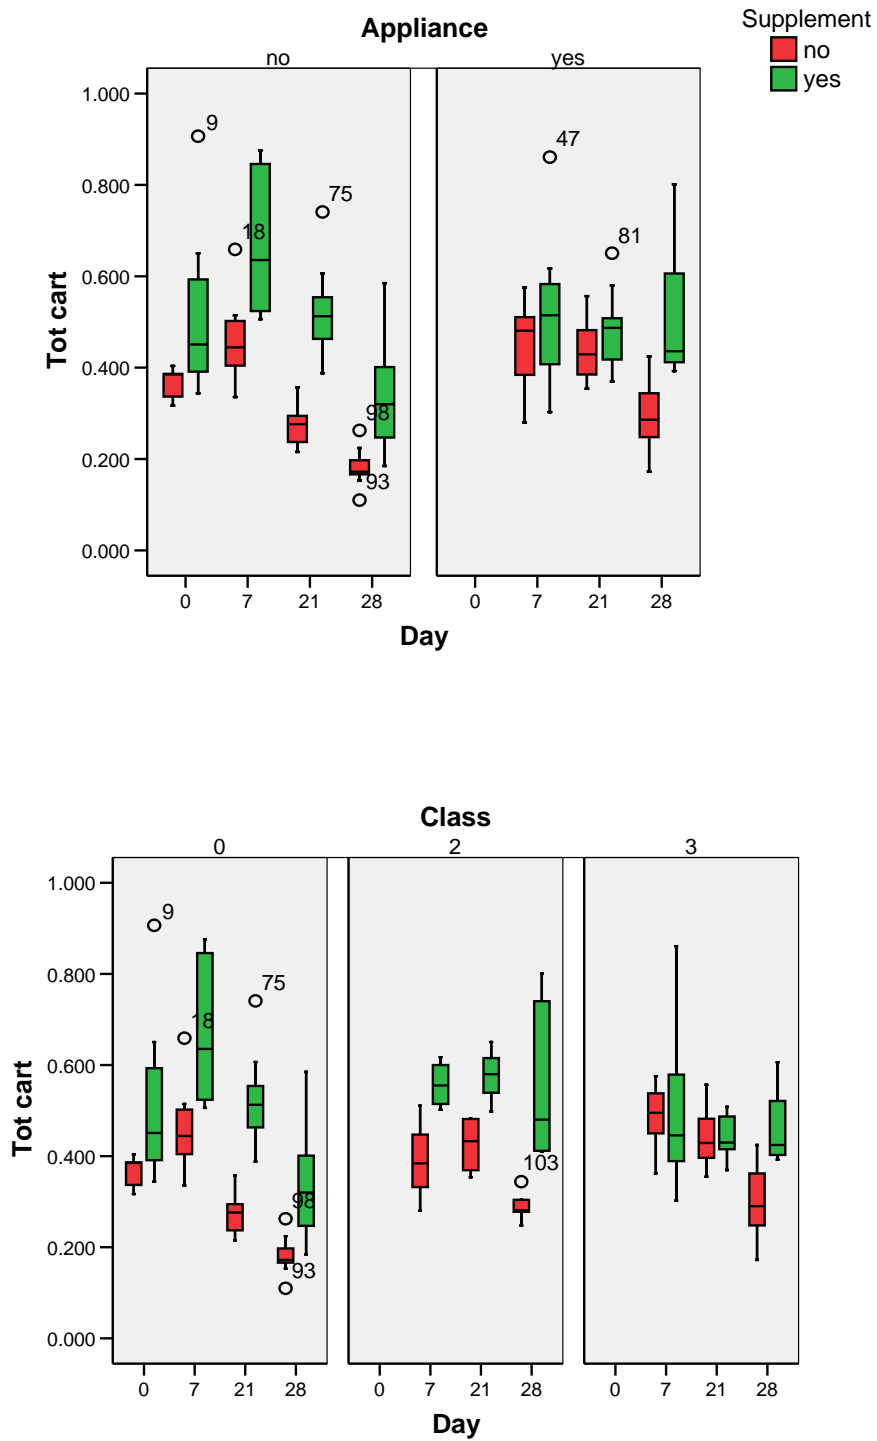 Supplement
no
yes
Appliance
no yes
1.000
0.800
0.600
0.400
0.200
0.000
Tot cart
9
18
75
98
93
47
81
0 7 21 28 0 7 21 28
Day
Class
0 2 3
1.000
0.800
0.600
0.400
0.200
0.000
Tot cart
9
18
75
98
93
103
0 7 21 28 0 7 21 28 0 7 21 28
Day